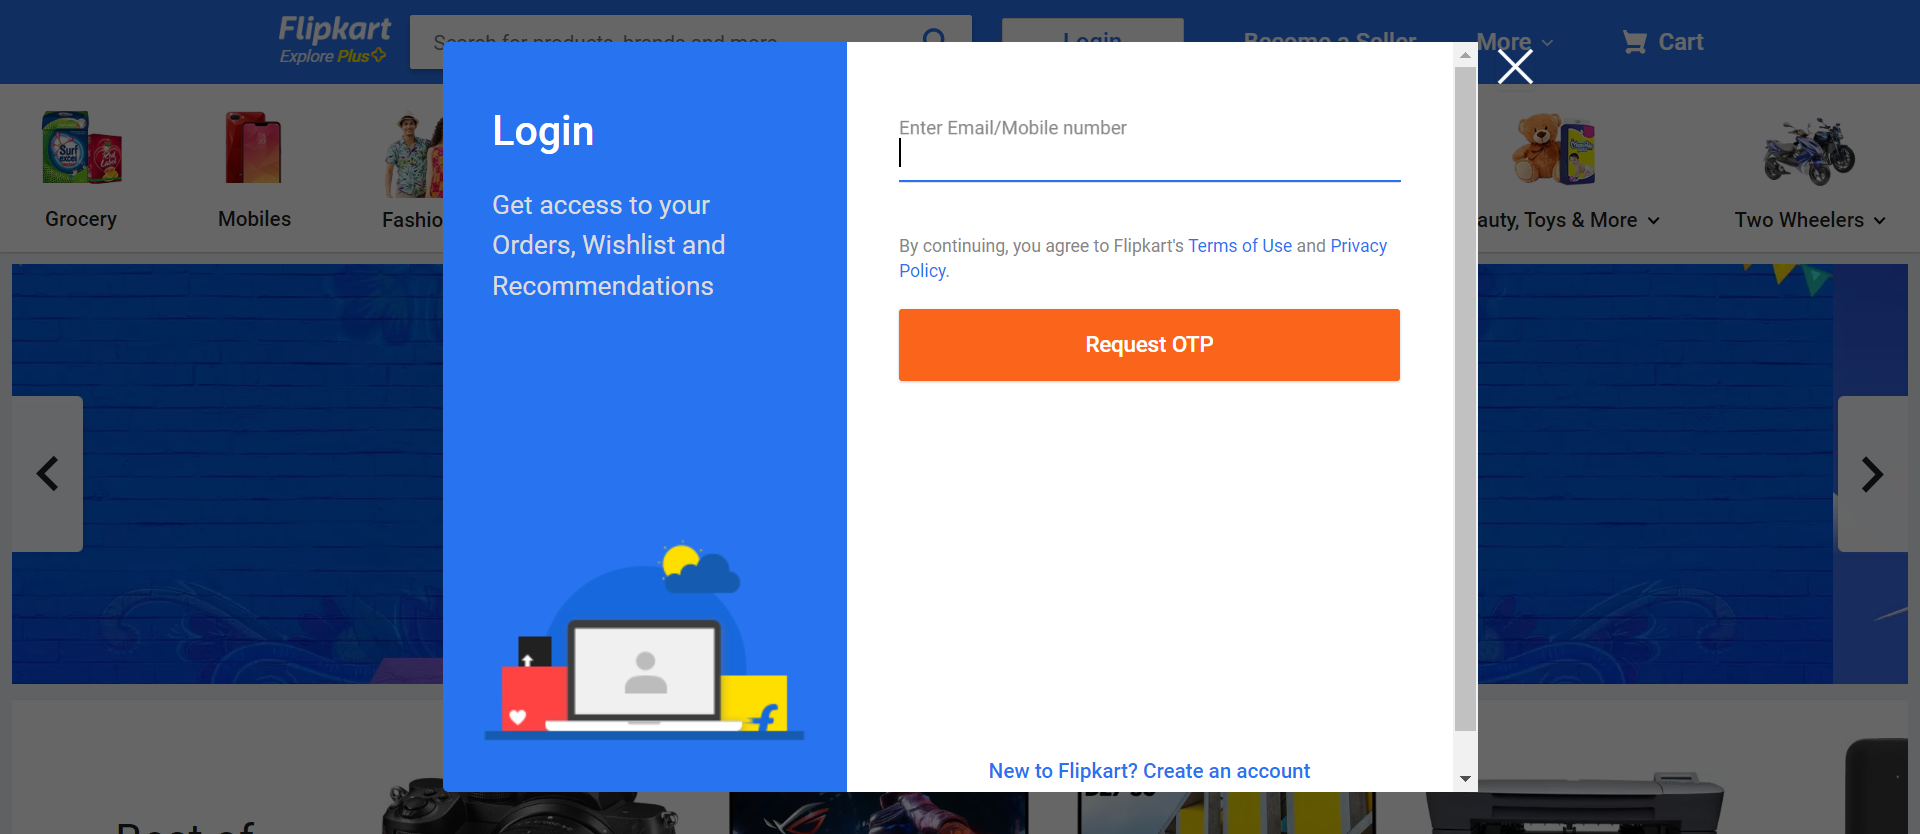 Flipkart
Explore Plus
Search for products, brands and more
Login
Become a Seller
More
Cart
Grocery
Mobiles
Fashio
auty, Toys & More
Two Wheelers
Login
Get access to your
Orders, Wishlist and
Recommendations
Enter Email/Mobile number
By continuing, you agree to Flipkart's Terms of Use and Privacy
Policy.
Request OTP
New to Flipkart? Create an account
Best of